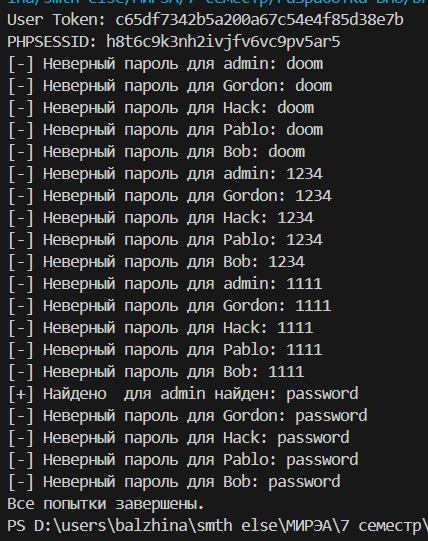 User Token: c65df7342b5a200a67c54e4f85d38e7b
PHPSESSID: h8t6c9k3nh2ivjfv6vc9pv5ar5
[-] Неверный пароль для admin: doom
[-] Неверный пароль для Gordon: doom
[-] Неверный пароль для Hack: doom
[-] Неверный пароль для Pablo: doom
[-] Неверный пароль для Bob: doom
[-] Неверный пароль для admin: 1234
[-] Неверный пароль для Gordon: 1234
[-] Неверный пароль для Hack: 1234
[-] Неверный пароль для Pablo: 1234
[-] Неверный пароль для Bob: 1234
[-] Неверный пароль для admin: 1111
[-] Неверный пароль для Gordon: 1111
[-] Неверный пароль для Hack: 1111
[-] Неверный пароль для Pablo: 1111
[-] Неверный пароль для Bob: 1111
[+] Найдено  для admin найден: password
[-] Неверный пароль для Gordon: password
[-] Неверный пароль для Hack: password
[-] Неверный пароль для Pablo: password
[-] Неверный пароль для Bob: password
Все попытки завершены.
PS D:\users\balzhina\smth else\МИРЭА\7 семестр\